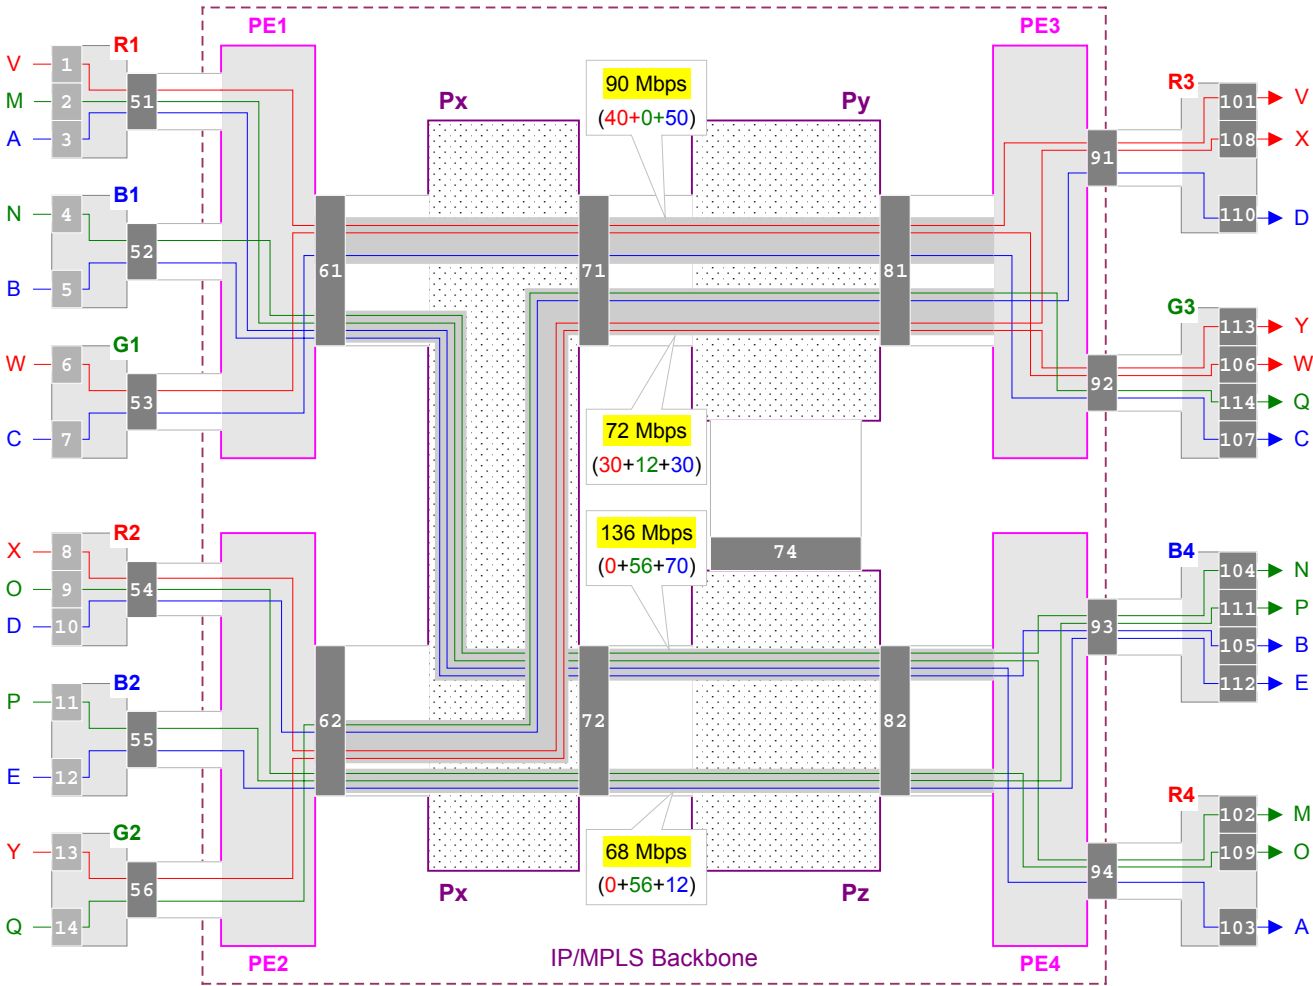 PE1
PE3
R1
V 1
M 2
A 3
51
B1
N 4
B 5
52
G1
W 6
C 7
53
Px
Py
90 Mbps
(40+0+50)
61
71
81
72 Mbps
(30+12+30)
R3
91
101 V
108 X
110 D
G3
92
113 Y
106 W
114 Q
107 C
R2
X 8
O 9
D 10
54
B2
P 11
E 12
55
G2
Y 13
Q 14
56
136 Mbps
(0+56+70)
74
62
72
82
68 Mbps
(0+56+12)
Px
Pz
B4
93
104 N
111 P
105 B
112 E
R4
94
102 M
109 O
103 A
PE2
IP/MPLS Backbone
PE4